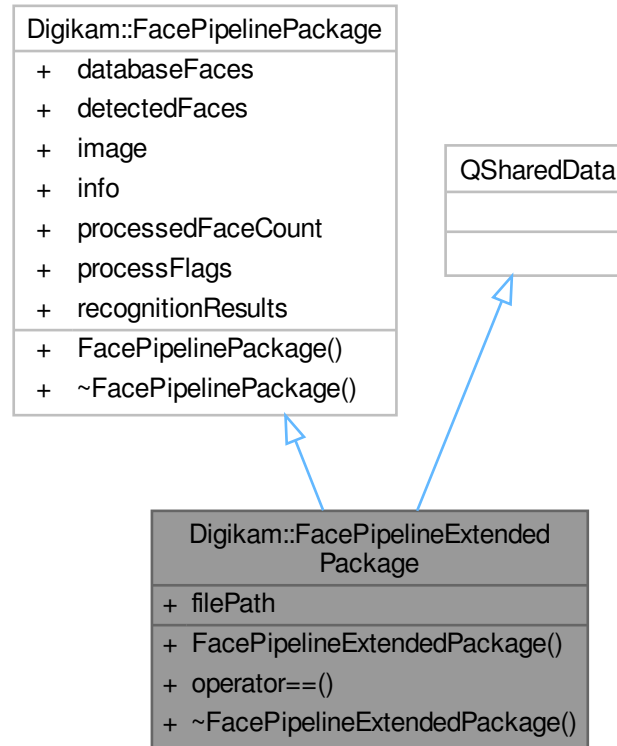 Digikam::FacePipelinePackage
+ databaseFaces
+ detectedFaces
+ image
+ info
+ processedFaceCount
+ processFlags
+ recognitionResults
+ FacePipelinePackage()
+ ~FacePipelinePackage()
QSharedData
Digikam::FacePipelineExtended
Package
+ filePath
+ FacePipelineExtendedPackage()
+ operator==()
+ ~FacePipelineExtendedPackage()